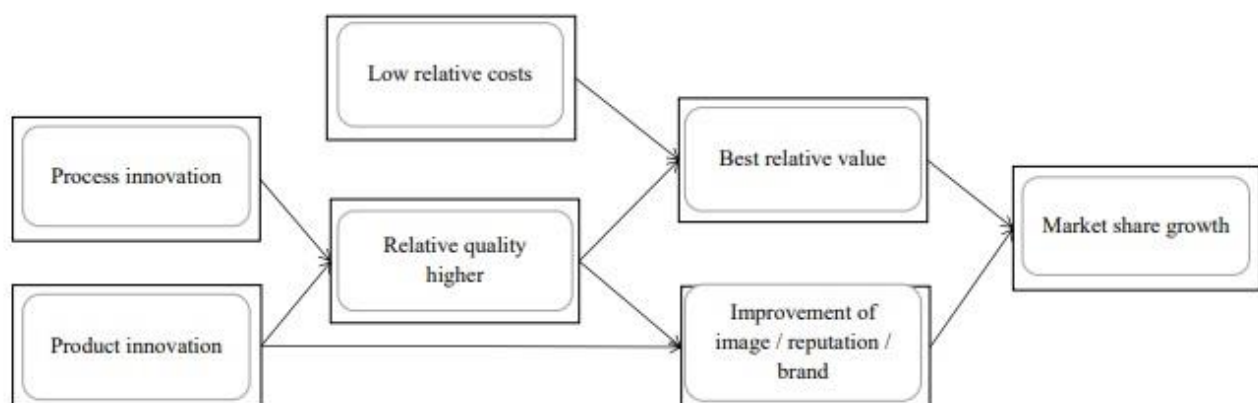 Low relative costs
Process innovation
Best relative value
Relative quality
higher
Market share growth
Product innovation
Improvement of
image / reputation /
brand